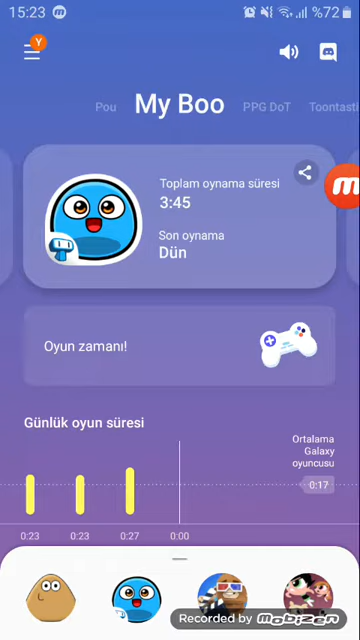 15:23 %72
Y
Pou My Boo PPG DoT Toontasti
Toplam oynama süresi
3:45
Son oynama
Dün
Oyun zamanı!
Günlük oyun süresi
Ortalama
Galaxy
oyuncusu
0:17
0:23 0:23 0:27 0:00
Recorded by mobizen